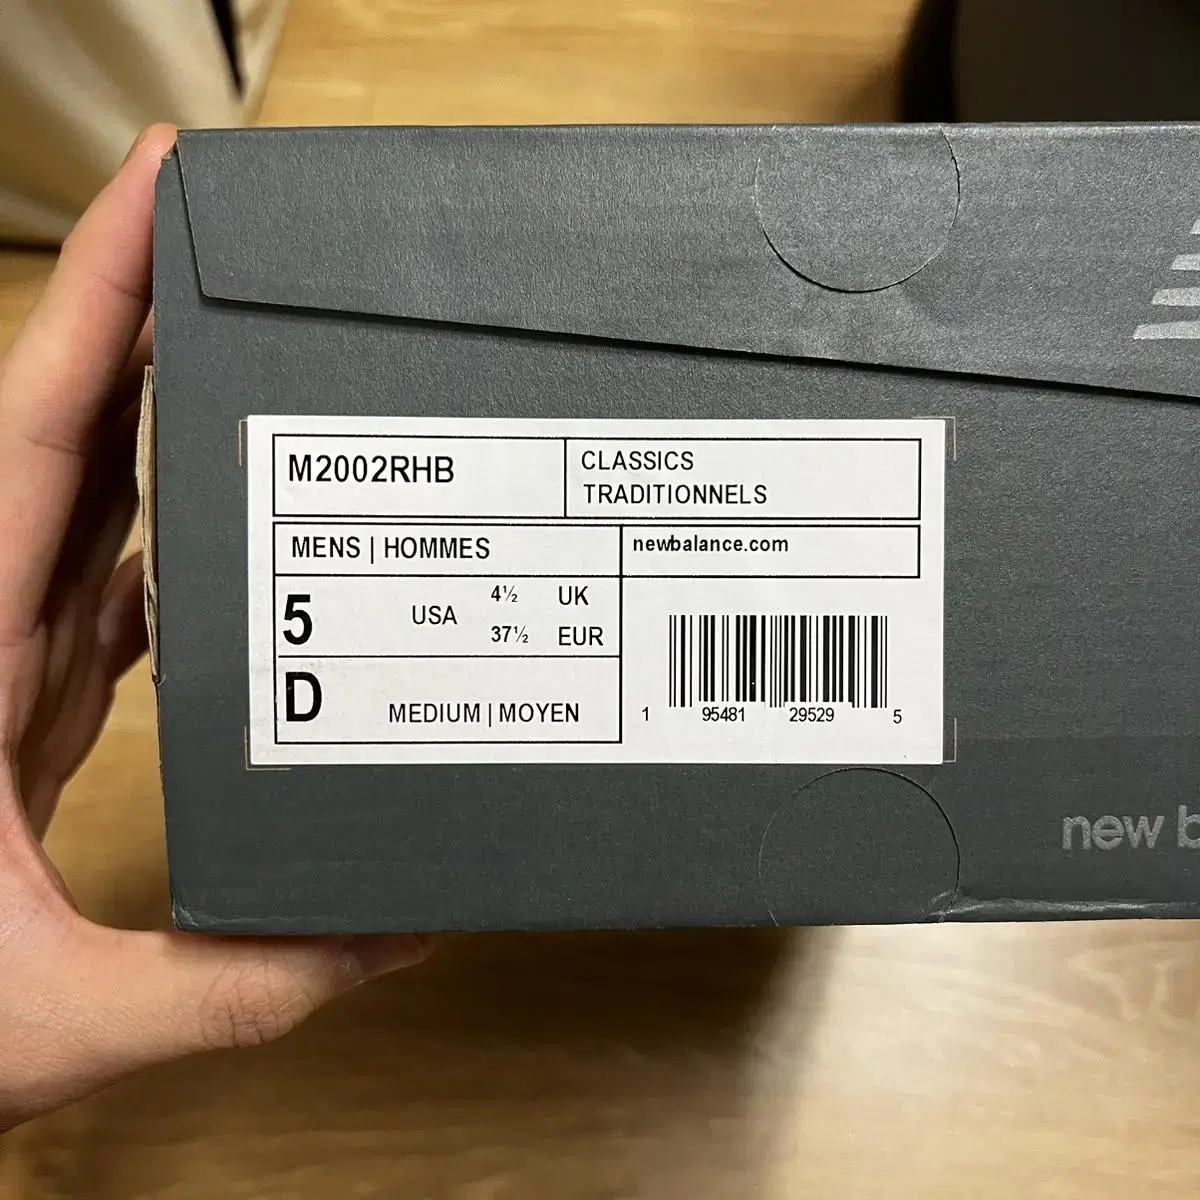 M2002RHB
CLASSICS
TRADITIONNELS
MENS | HOMMES
newbalance.com
5 USA 4½ UK
37½ EUR
D MEDIUM | MOYEN
1 95481 29529 5
new b